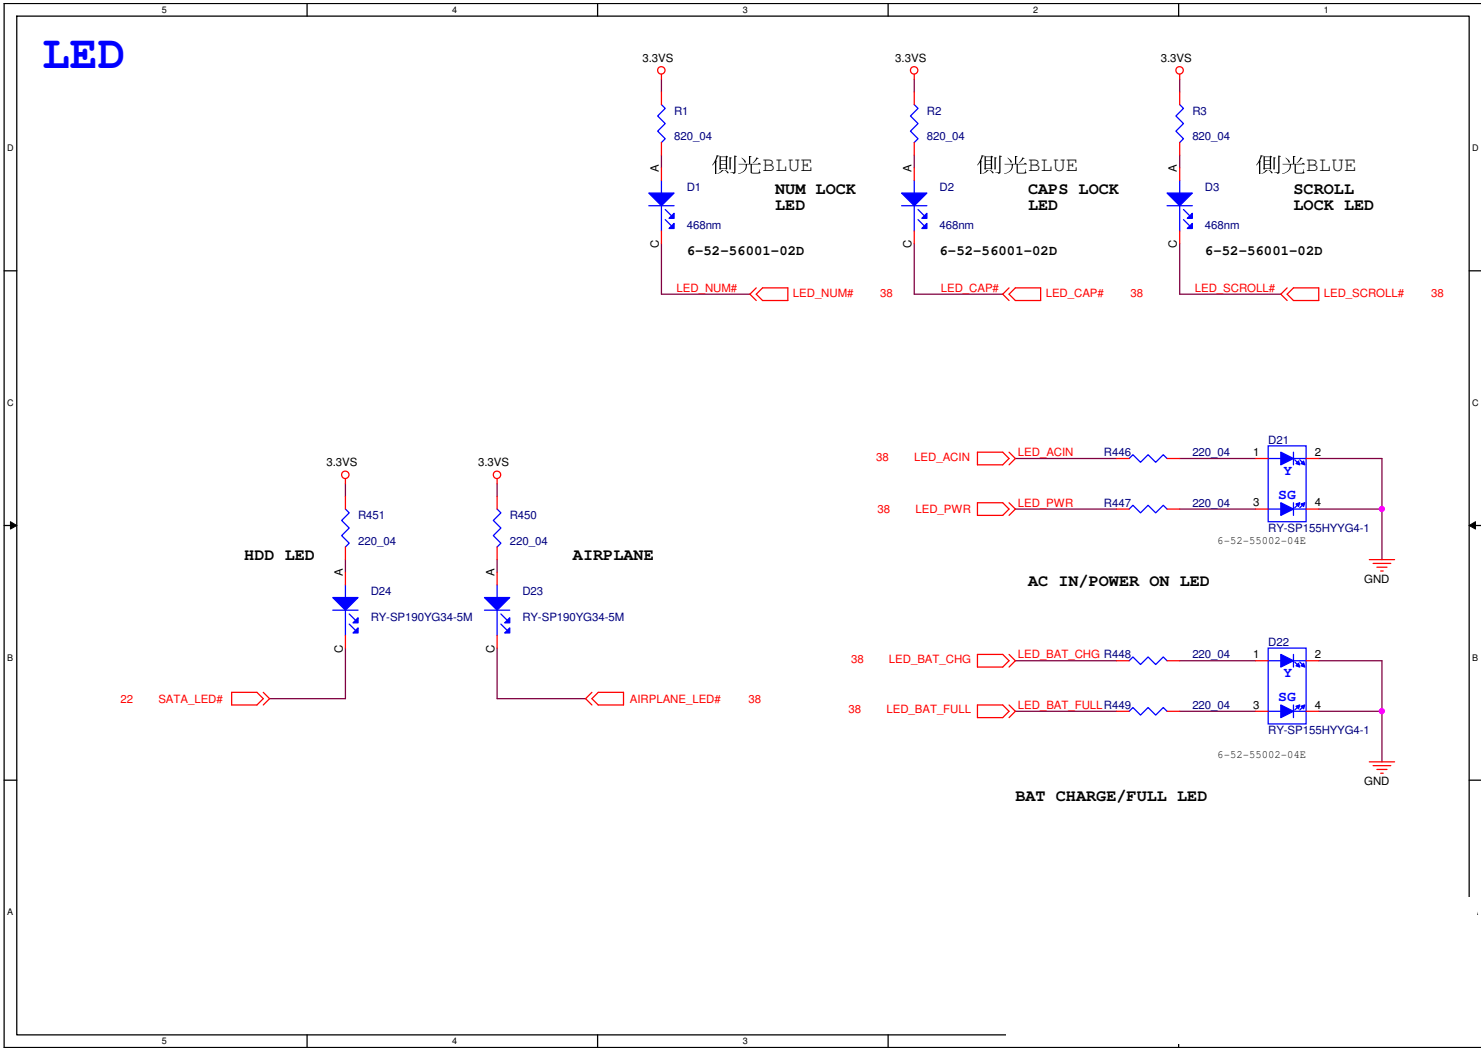 5 4 3 2 1
LED
3.3VS 3.3VS 3.3VS
R1 R2 R3
820_04 820_04 820_04
D D
A 側光BLUE A 側光BLUE A 側光BLUE
D1 NUM LOCK D2 CAPS LOCK D3 SCROLL
LED LED LOCK LED
468nm 468nm 468nm
C 6-52-56001-02D C 6-52-56001-02D C 6-52-56001-02D
LED_NUM# LED_NUM# 38 LED_CAP# LED_CAP# 38 LED_SCROLL# LED_SCROLL# 38
C C
D21
38 LED_ACIN LED_ACIN R446 220_04 1 2
Y
3.3VS 3.3VS
SG
38 LED_PWR LED_PWR R447 220_04 3 4
R451 R450
RY-SP155HYYG4-1
220_04 220_04
6-52-55002-04E
HDD LED AIRPLANE
A A
GND
AC IN/POWER ON LED
D24 D23
RY-SP190YG34-5M RY-SP190YG34-5M
D22
C C
38 LED_BAT_CHG LED_BAT_CHG R448 220_04 1 2
B B
Y
SG
22 SATA_LED# AIRPLANE_LED# 38
38 LED_BAT_FULL LED_BAT_FULL R449 220_04 3 4
RY-SP155HYYG4-1
6-52-55002-04E
GND
BAT CHARGE/FULL LED
A
5 4 3